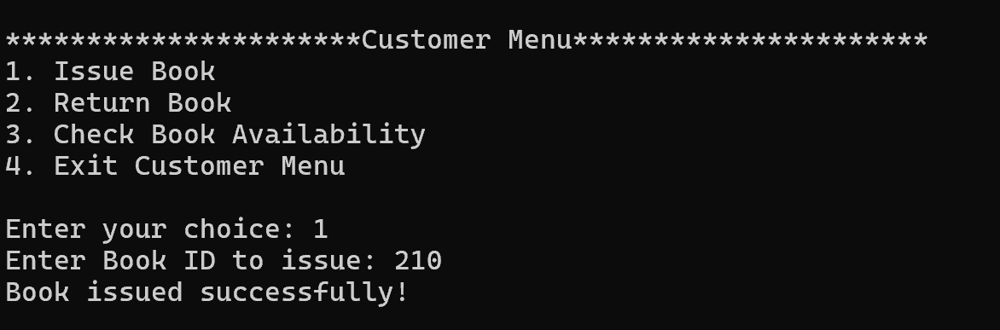 **********************Customer Menu**********************
1. Issue Book
2. Return Book
3. Check Book Availability
4. Exit Customer Menu
Enter your choice: 1
Enter Book ID to issue: 210
Book issued successfully!